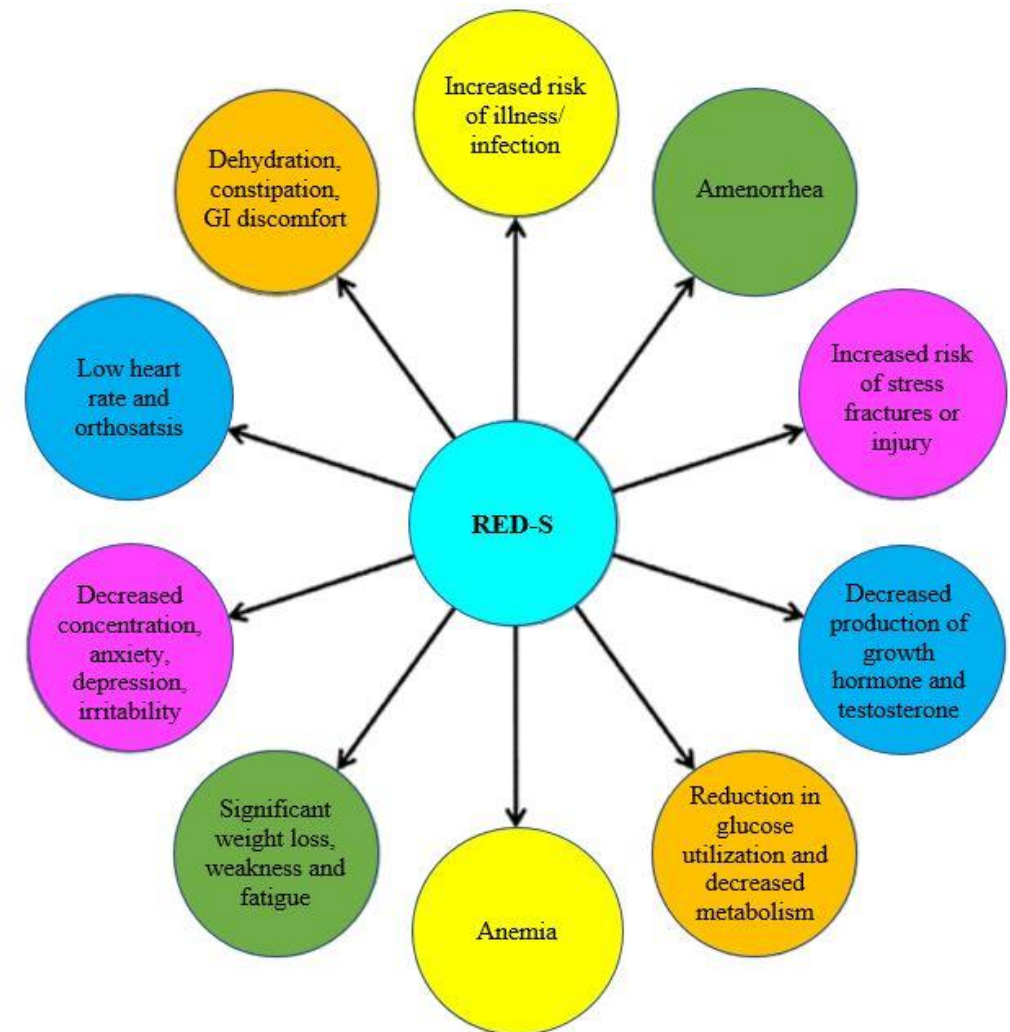 Increased risk
of illness/
infection
Amenorrhea
Increased risk
of stress
fractures or
injury
Decreased
production of
growth
hormone and
testosterone
Reduction in
glucose
utilization and
decreased
metabolism
Anemia
Significant
weight loss,
weakness and
fatigue
Decreased
concentration,
anxiety,
depression,
irritability
Low heart
rate and
orthosatsis
Dehydration,
constipation,
GI discomfort
RED-S